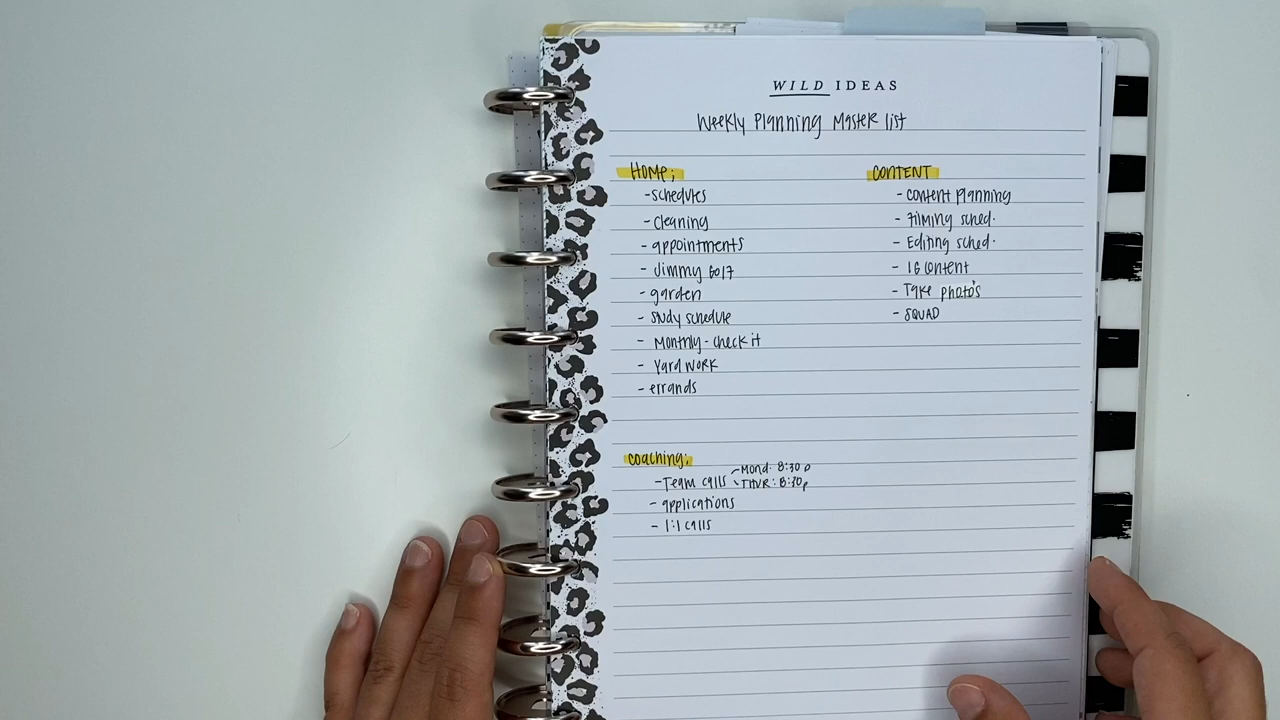 WILD IDEAS
Weekly Planning Master list
HOME:
- schedules
- cleaning
- appointments
- Jimmy Golf
- garden
- study schedule
- Monthly - check it
- Yard work
- errands
CONTENT
- content Planning
- Filming sched.
- Editing sched.
- IG content
- Take photo's
- SQUAD
coaching:
- Team calls - Mond: 8:30p
- THUR: 8:30p
- applications
- 1:1 calls